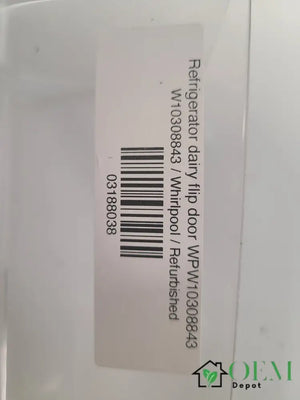 Refrigerator dairy flip door WPW10308843
W10308843 / Whirlpool / Refurbished
03188038
OEM
Depot